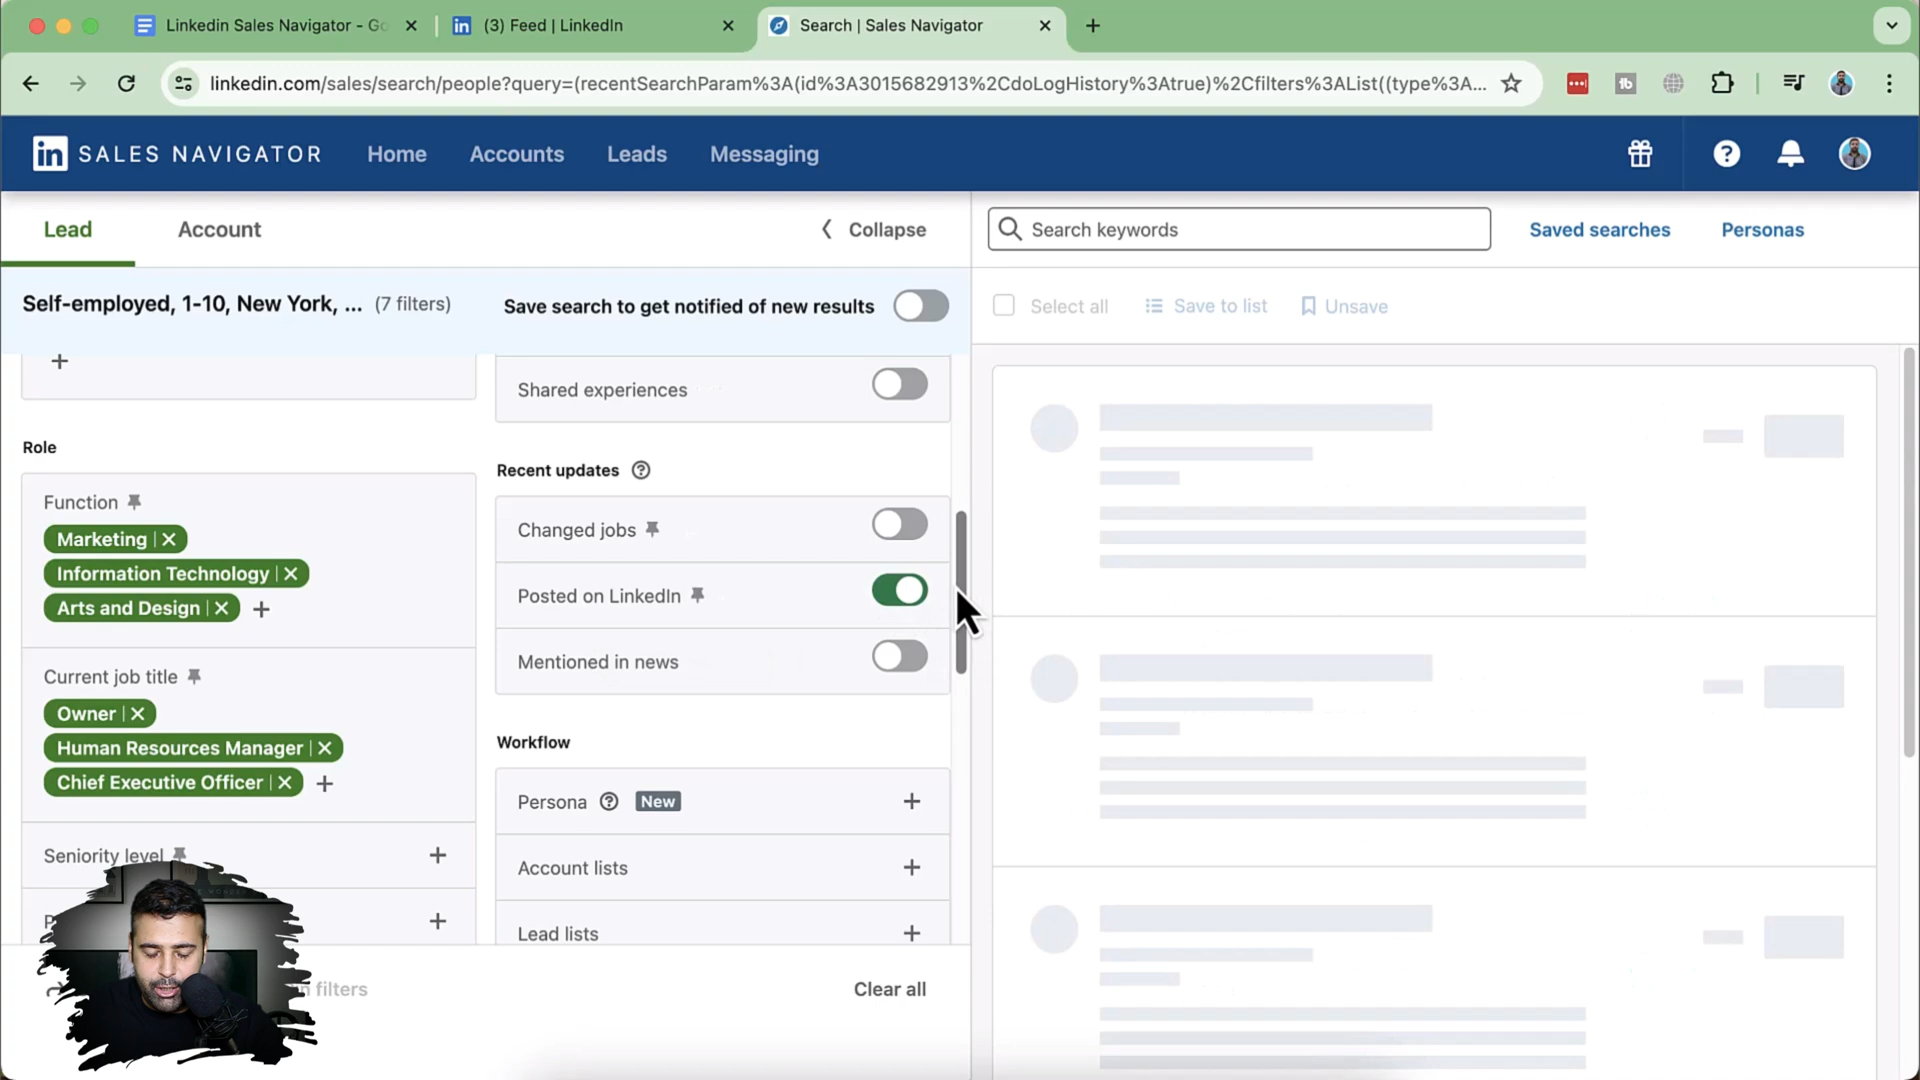 Linkedin Sales Navigator - Go
(3) Feed | LinkedIn
Search | Sales Navigator
linkedin.com/sales/search/people?query=(recentSearchParam%3A(id%3A3015682913%2CdoLogHistory%3Atrue)%2Cfilters%3AList((type%3A...
in SALES NAVIGATOR
Home
Accounts
Leads
Messaging
Lead
Account
Collapse
Search keywords
Saved searches
Personas
Self-employed, 1-10, New York, ... (7 filters)
Save search to get notified of new results
Select all
Save to list
Unsave
Shared experiences
Role
Recent updates
Function
Marketing
Information Technology
Arts and Design
Changed jobs
Posted on LinkedIn
Mentioned in news
Current job title
Owner
Human Resources Manager
Chief Executive Officer
Workflow
Persona New
Seniority level
Account lists
Lead lists
filters
Clear all